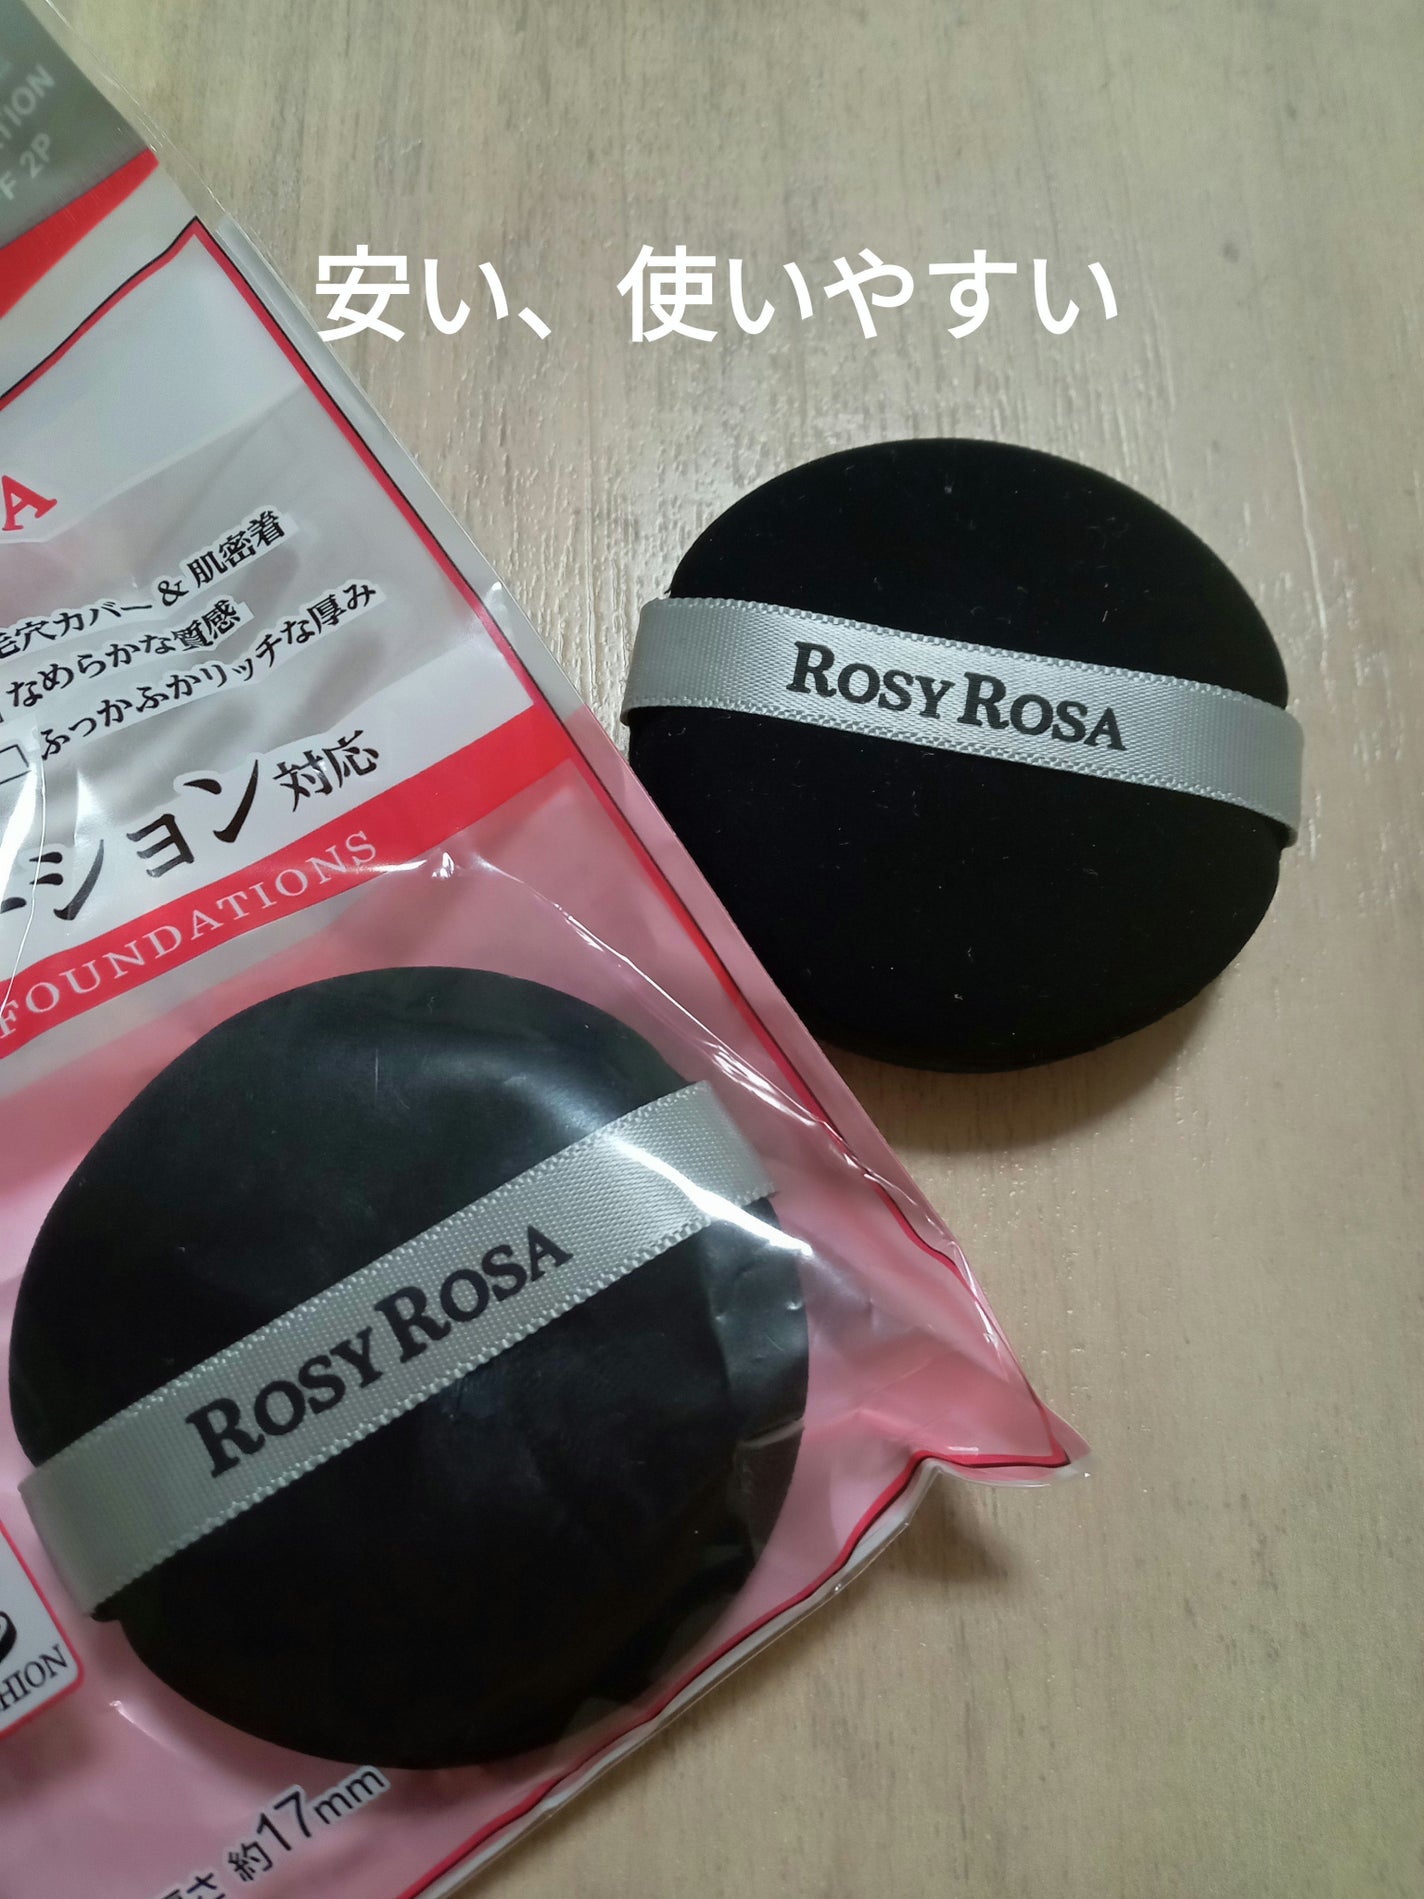 2P
安い、使いやすい
A
毛穴カバー & 肌密着
なめらかな質感
ふっかふかリッチな厚み
ション対応
FOUNDATIONS
ROSY ROSA
ROSY ROSA
約17mm